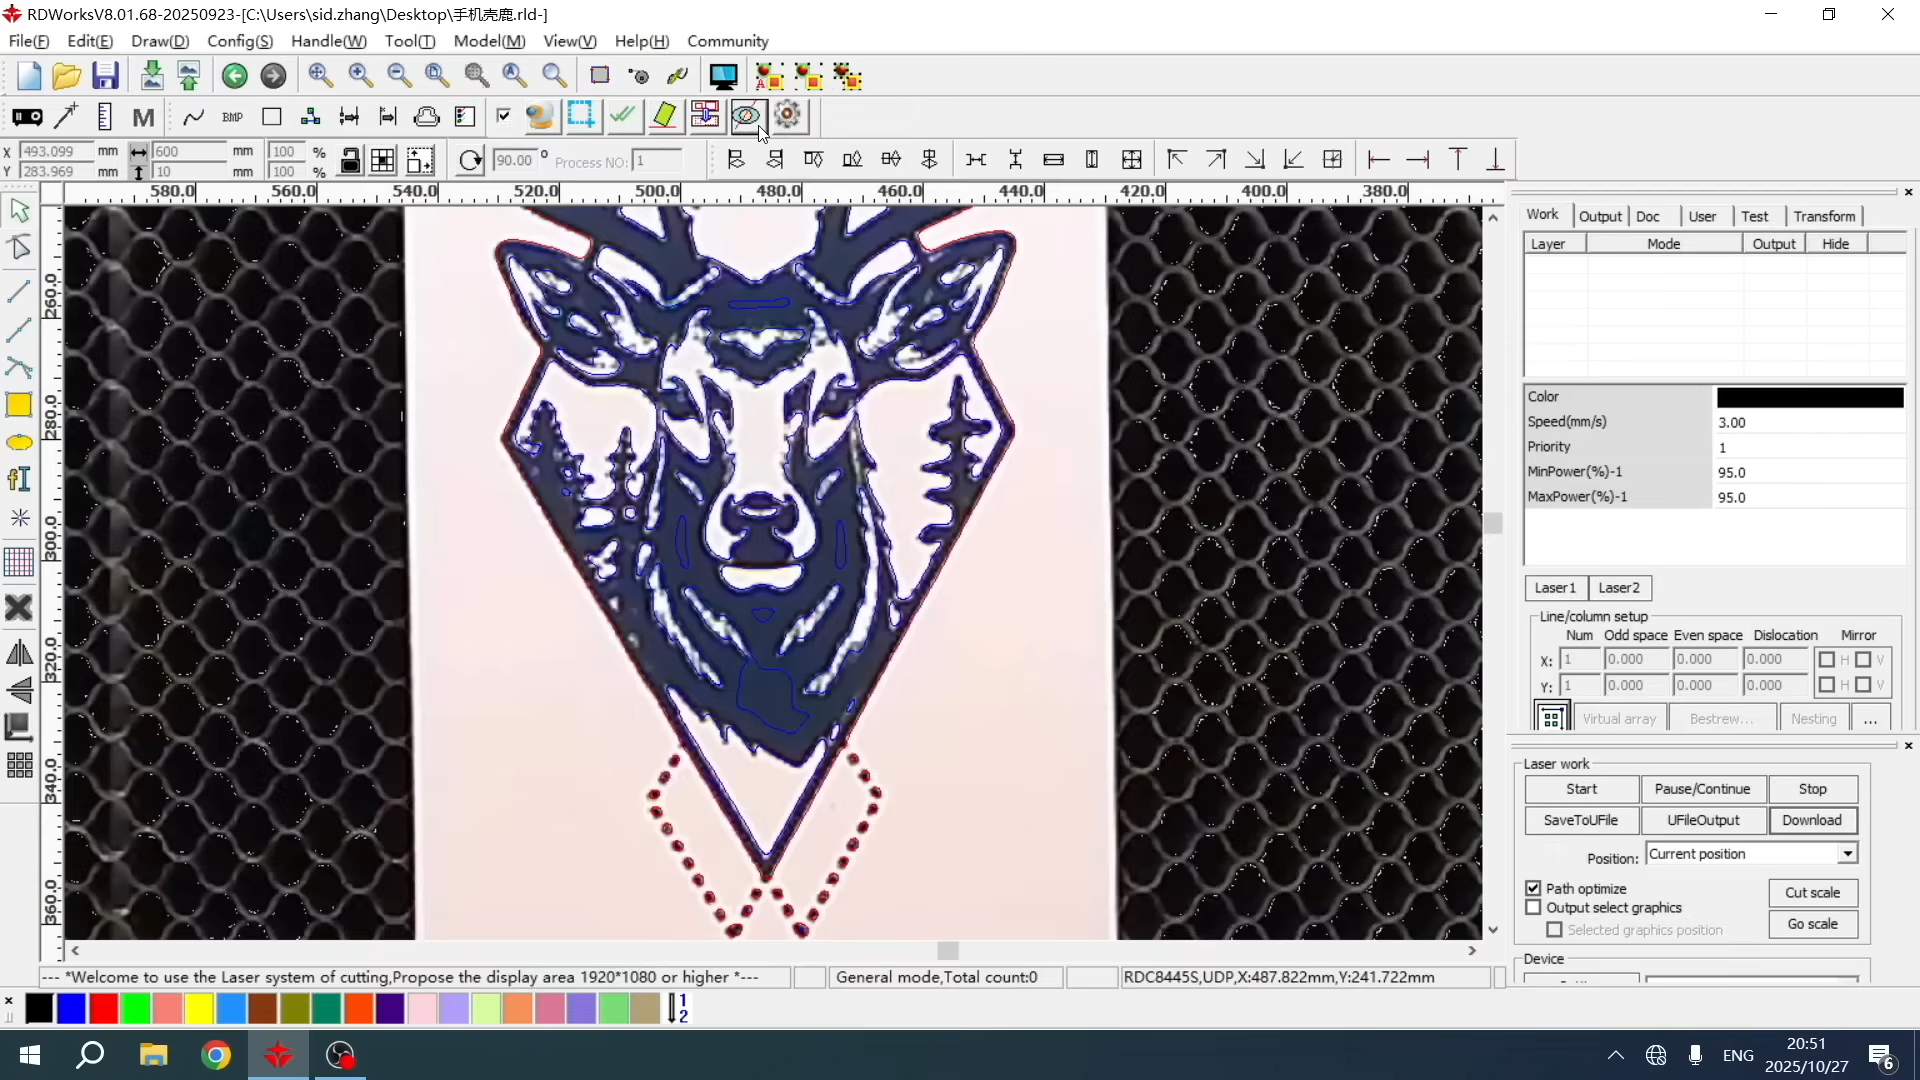 RDWorksV8.01.68-20250923-[C:\Users\sid.zhang\Desktop\手机壳鹿.rld-]
File(F) Edit(E) Draw(D) Config(S) Handle(W) Tool(T) Model(M) View(V) Help(H) Community
M BMP
X 493.099 mm 600 mm 100 %
Y 283.969 mm 10 mm 100 %
90.00 ° Process NO: 1
580.0 560.0 540.0 520.0 500.0 480.0 460.0 440.0 420.0 400.0 380.0
260.0
280.0
300.0
320.0
340.0
360.0
Work Output Doc User Test Transform
Layer Mode Output Hide
Color
Speed(mm/s) 3.00
Priority 1
MinPower(%)-1 95.0
MaxPower(%)-1 95.0
Laser1 Laser2
Line/column setup
Num Odd space Even space Dislocation Mirror
X: 1 0.000 0.000 0.000 H V
Y: 1 0.000 0.000 0.000 H V
Virtual array Bestrew... Nesting ...
Laser work
Start Pause/Continue Stop
SaveToUFile UFileOutput Download
Position: Current position
Path optimize Cut scale
Output select graphics
Selected graphics position Go scale
Device
--- *Welcome to use the Laser system of cutting,Propose the display area 1920*1080 or higher *---
General mode,Total count:0
RDC8445S,UDP,X:487.822mm,Y:241.722mm
1
2
ENG
20:51
2025/10/27
6